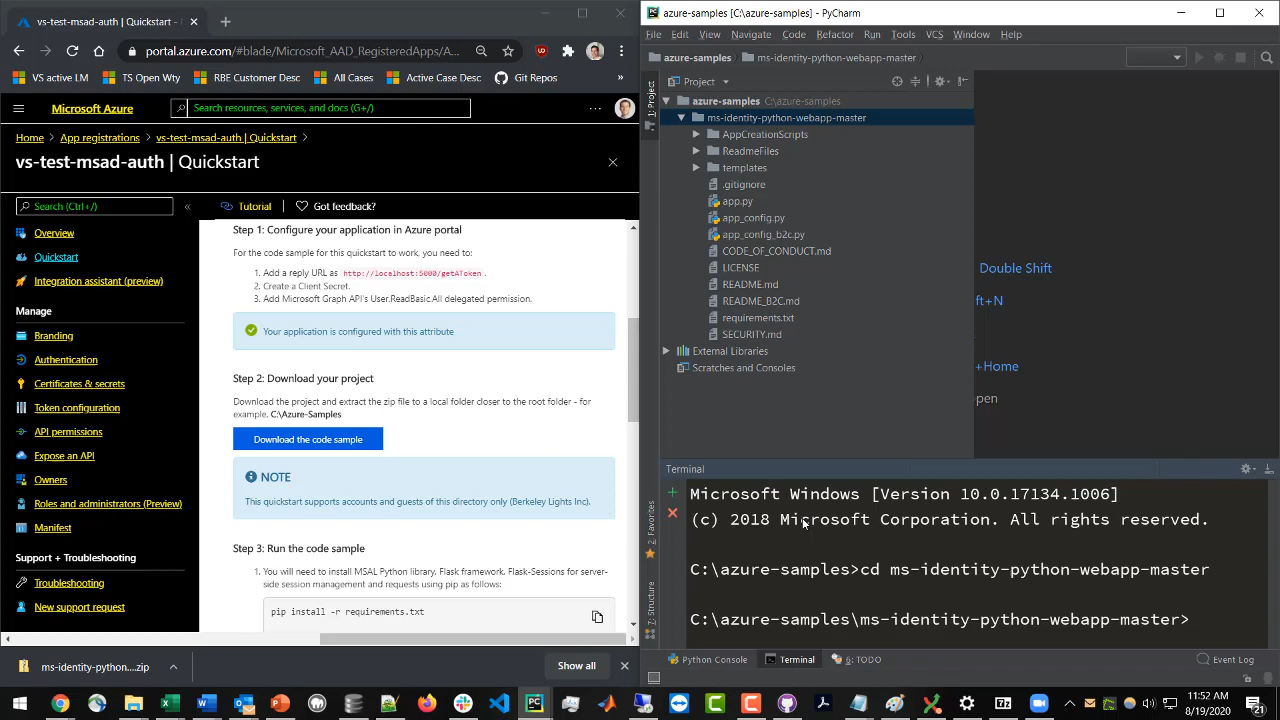 vs-test-msad-auth | Quickstart -
portal.azure.com/#blade/Microsoft_AAD_RegisteredApps/A...
VS active LM
TS Open Wty
RBE Customer Desc
All Cases
Active Case Desc
Git Repos
»
Microsoft Azure
Search resources, services, and docs (G+/)
Home
App registrations
vs-test-msad-auth | Quickstart
vs-test-msad-auth | Quickstart
Search (Ctrl+/)
«
Tutorial
Got feedback?
Overview
Quickstart
Integration assistant (preview)
Manage
Branding
Authentication
Certificates & secrets
Token configuration
API permissions
Expose an API
Owners
Roles and administrators (Preview)
Manifest
Support + Troubleshooting
Troubleshooting
New support request
Step 1: Configure your application in Azure portal
For the code sample for this quickstart to work, you need to:
1. Add a reply URL as http://localhost:5000/getAToken.
2. Create a Client Secret.
3. Add Microsoft Graph API's User.ReadBasic.All delegated permission.
Your application is configured with this attribute
Step 2: Download your project
Download the project and extract the zip file to a local folder closer to the root folder - for
example, C:\Azure-Samples
Download the code sample
NOTE
This quickstart supports accounts and guests of this directory only (Berkeley Lights Inc).
Step 3: Run the code sample
1. You will need to install MSAL Python library, Flask framework, Flask-Sessions for server-
side session management and requests using pip as follows:
pip install -r requirements.txt
ms-identity-python....zip
Show all
azure-samples [C:\azure-samples] - PyCharm
File Edit View Navigate Code Refactor Run Tools VCS Window Help
azure-samples
ms-identity-python-webapp-master
1: Project
Project
azure-samples C:\azure-samples
ms-identity-python-webapp-master
AppCreationScripts
ReadmeFiles
templates
.gitignore
app.py
app_config.py
app_config_b2c.py
CODE_OF_CONDUCT.md
LICENSE
README.md
README_B2C.md
requirements.txt
SECURITY.md
External Libraries
Scratches and Consoles
Double Shift
ft+N
+Home
open
2: Favorites
7: Structure
Terminal
Microsoft Windows [Version 10.0.17134.1006]
(c) 2018 Microsoft Corporation. All rights reserved.
C:\azure-samples>cd ms-identity-python-webapp-master
C:\azure-samples\ms-identity-python-webapp-master>
Python Console
Terminal
6: TODO
Event Log
11:52 AM
8/19/2020
21